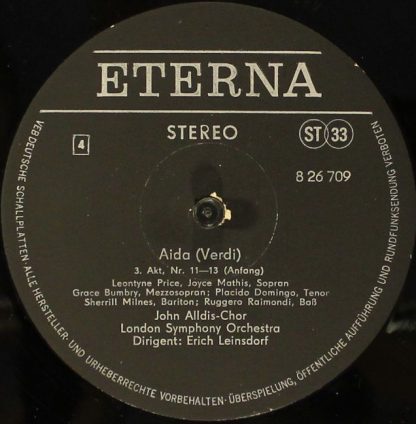 ETERNA
STEREO
ST 33
4
8 26 709
Aida (Verdi)
3. Akt, Nr. 11—13 (Anfang)
Leontyne Price, Joyce Mathis, Sopran
Grace Bumbry, Mezzosopran; Placido Domingo, Tenor
Sherrill Milnes, Bariton; Ruggero Raimondi, Baß
John Alldis-Chor
London Symphony Orchestra
Dirigent: Erich Leinsdorf
VEB DEUTSCHE SCHALLPLATTEN ALLE HERSTELLER- UND URHEBERRECHTE VORBEHALTEN · ÜBERSPIELUNG, ÖFFENTLICHE AUFFÜHRUNG UND RUNDFUNKSENDUNG VERBOTEN